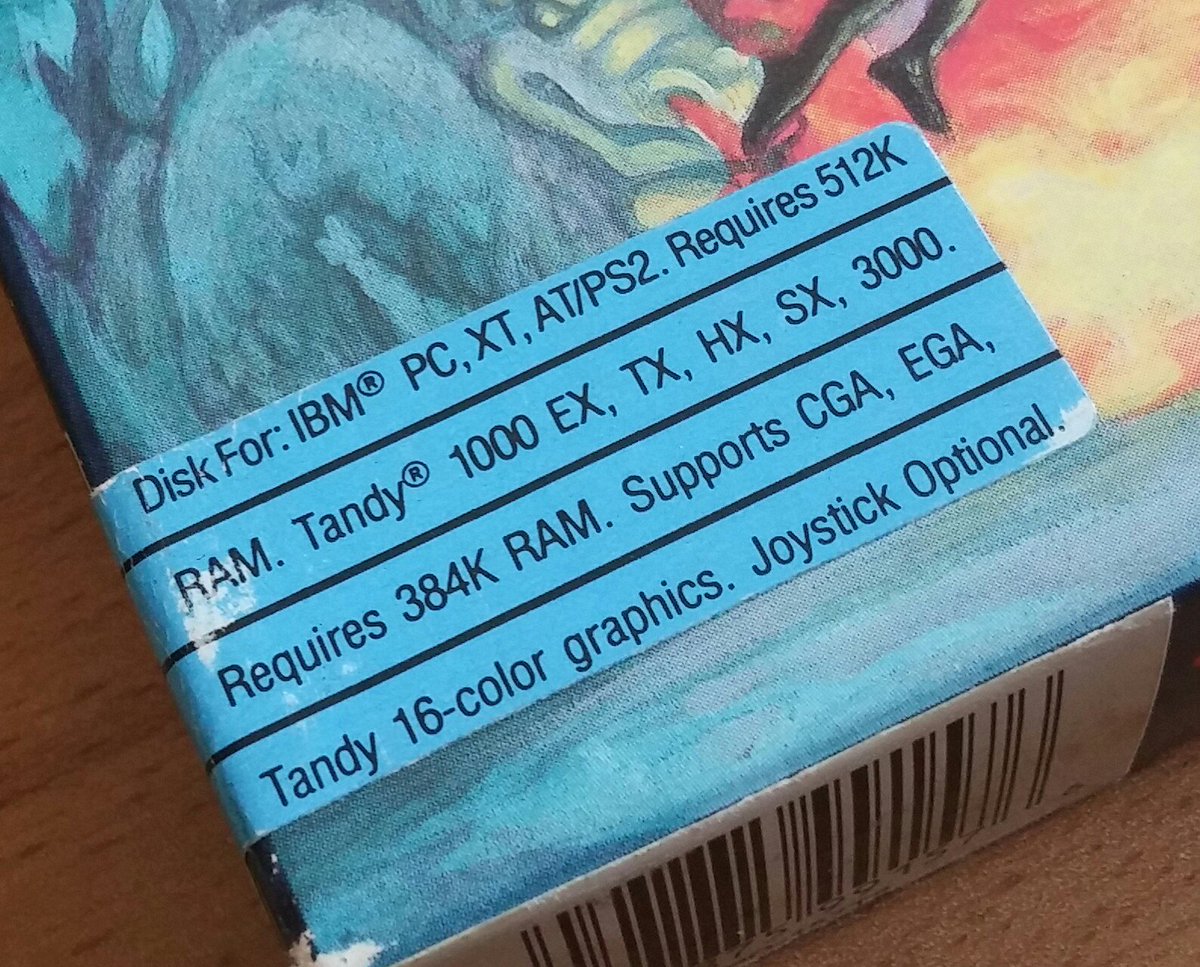 Disk For: IBM® PC, XT, AT/PS2. Requires 512K
RAM. Tandy® 1000 EX, TX, HX, SX, 3000.
Requires 384K RAM. Supports CGA, EGA,
Tandy 16-color graphics. Joystick Optional.